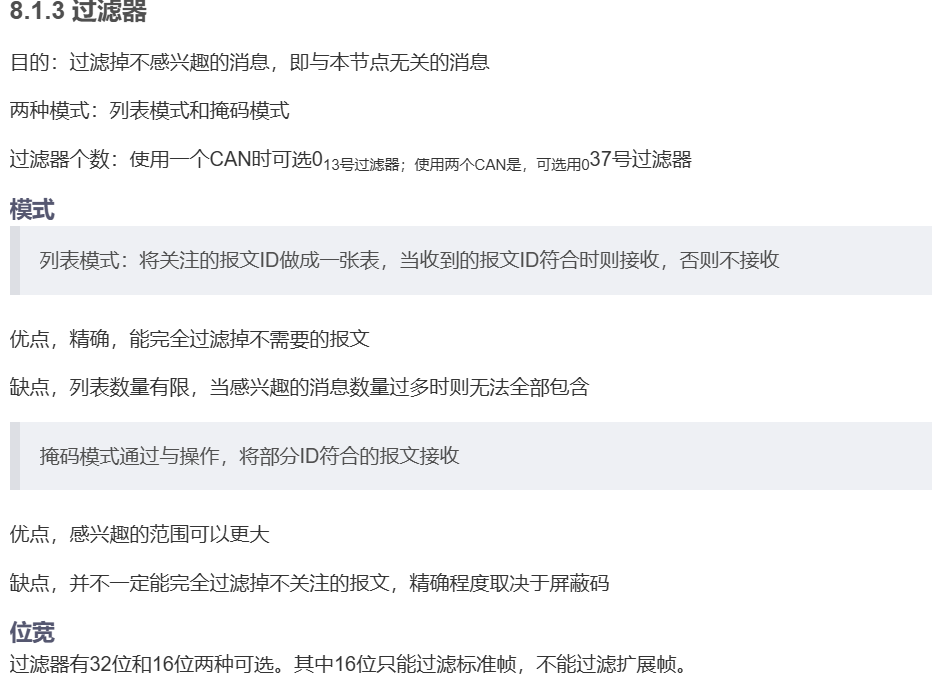 8.1.3 过滤器
目的：过滤掉不感兴趣的消息，即与本节点无关的消息
两种模式：列表模式和掩码模式
过滤器个数：使用一个CAN时可选013号过滤器；使用两个CAN是，可选用037号过滤器
模式
列表模式：将关注的报文ID做成一张表，当收到的报文ID符合时则接收，否则不接收
优点，精确，能完全过滤掉不需要的报文
缺点，列表数量有限，当感兴趣的消息数量过多时则无法全部包含
掩码模式通过与操作，将部分ID符合的报文接收
优点，感兴趣的范围可以更大
缺点，并不一定能完全过滤掉不关注的报文，精确程度取决于屏蔽码
位宽
过滤器有32位和16位两种可选。其中16位只能过滤标准帧，不能过滤扩展帧。